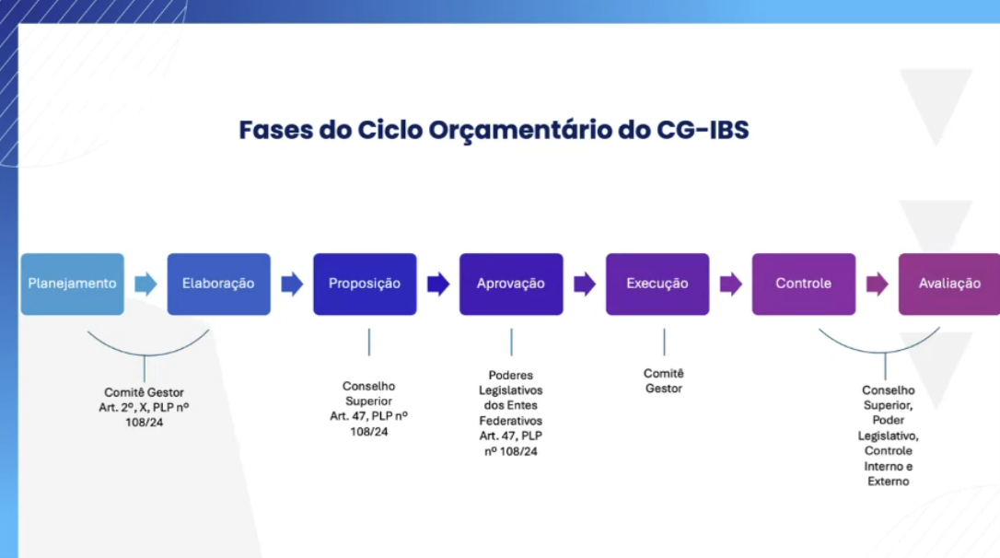 Fases do Ciclo Orçamentário do CG-IBS
Planejamento
Elaboração
Proposição
Aprovação
Execução
Controle
Avaliação
Comitê Gestor
Art. 2º, X, PLP nº
108/24
Conselho
Superior
Art. 47, PLP nº
108/24
Poderes
Legislativos
dos Entes
Federativos
Art. 47, PLP
nº 108/24
Comitê
Gestor
Conselho
Superior,
Poder
Legislativo,
Controle
Interno e
Externo